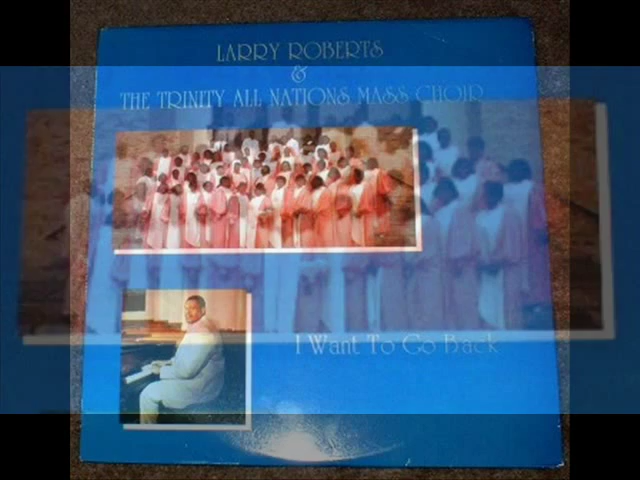 LARRY ROBERTS
&
THE TRINITY ALL NATIONS MASS CHOIR
I Want To Go Back